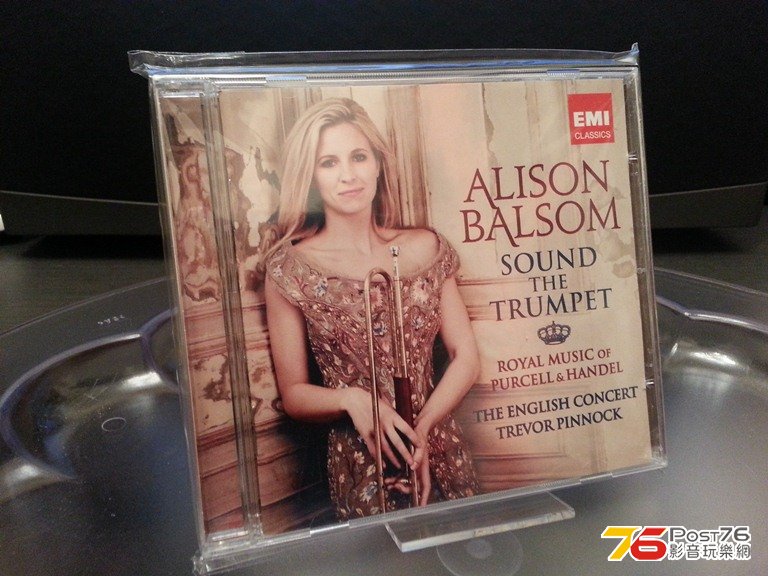 EMI
CLASSICS
ALISON
BALSOM
SOUND
THE
TRUMPET
ROYAL MUSIC OF
PURCELL & HANDEL
THE ENGLISH CONCERT
TREVOR PINNOCK
76 POST76
影音玩樂網